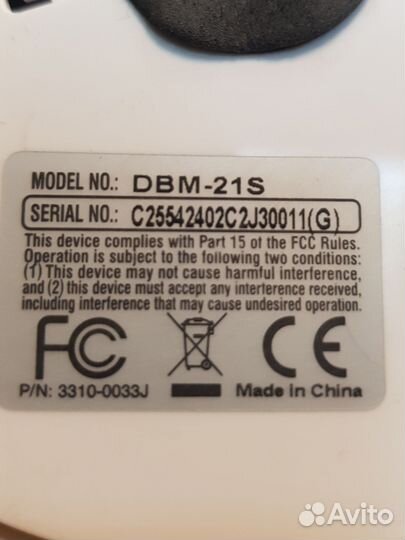 MODEL NO.: DBM-21S
SERIAL NO.: C25542402C2J30011(G)
This device complies with Part 15 of the FCC Rules.
Operation is subject to the following two conditions:
(1) This device may not cause harmful interference,
and (2) this device must accept any interference received,
including interference that may cause undesired operation.
FC CE
P/N: 3310-0033J Made in China
Avito